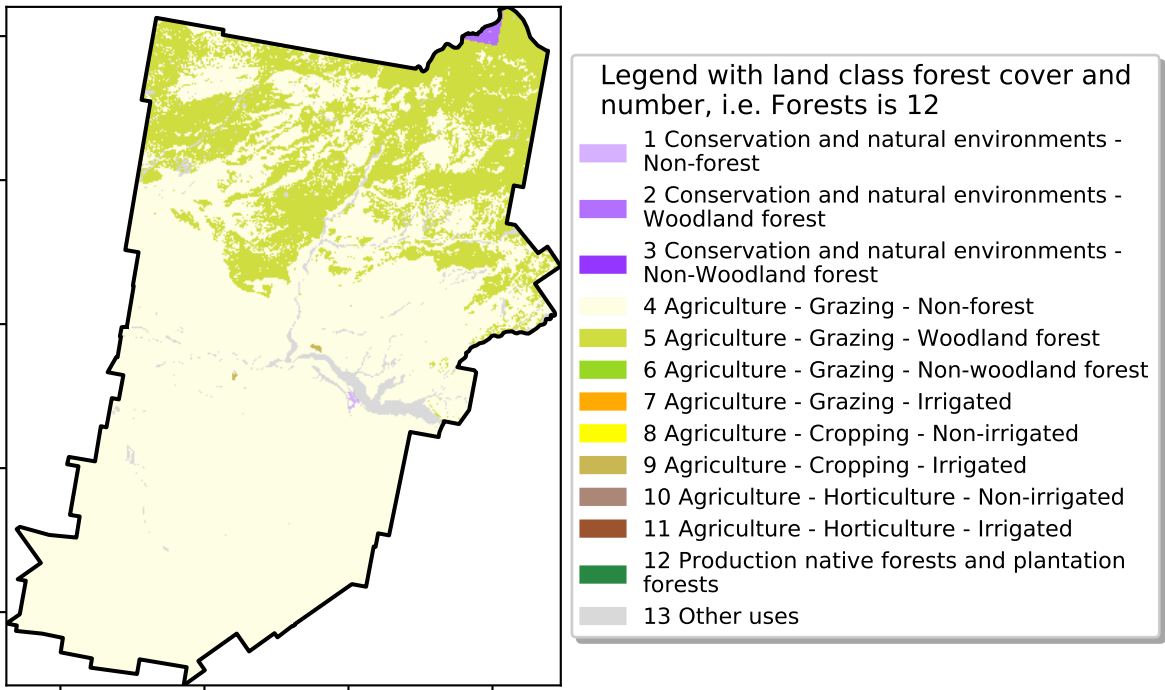 Legend with land class forest cover and
number, i.e. Forests is 12
1 Conservation and natural environments -
Non-forest
2 Conservation and natural environments -
Woodland forest
3 Conservation and natural environments -
Non-Woodland forest
4 Agriculture - Grazing - Non-forest
5 Agriculture - Grazing - Woodland forest
6 Agriculture - Grazing - Non-woodland forest
7 Agriculture - Grazing - Irrigated
8 Agriculture - Cropping - Non-irrigated
9 Agriculture - Cropping - Irrigated
10 Agriculture - Horticulture - Non-irrigated
11 Agriculture - Horticulture - Irrigated
12 Production native forests and plantation
forests
13 Other uses